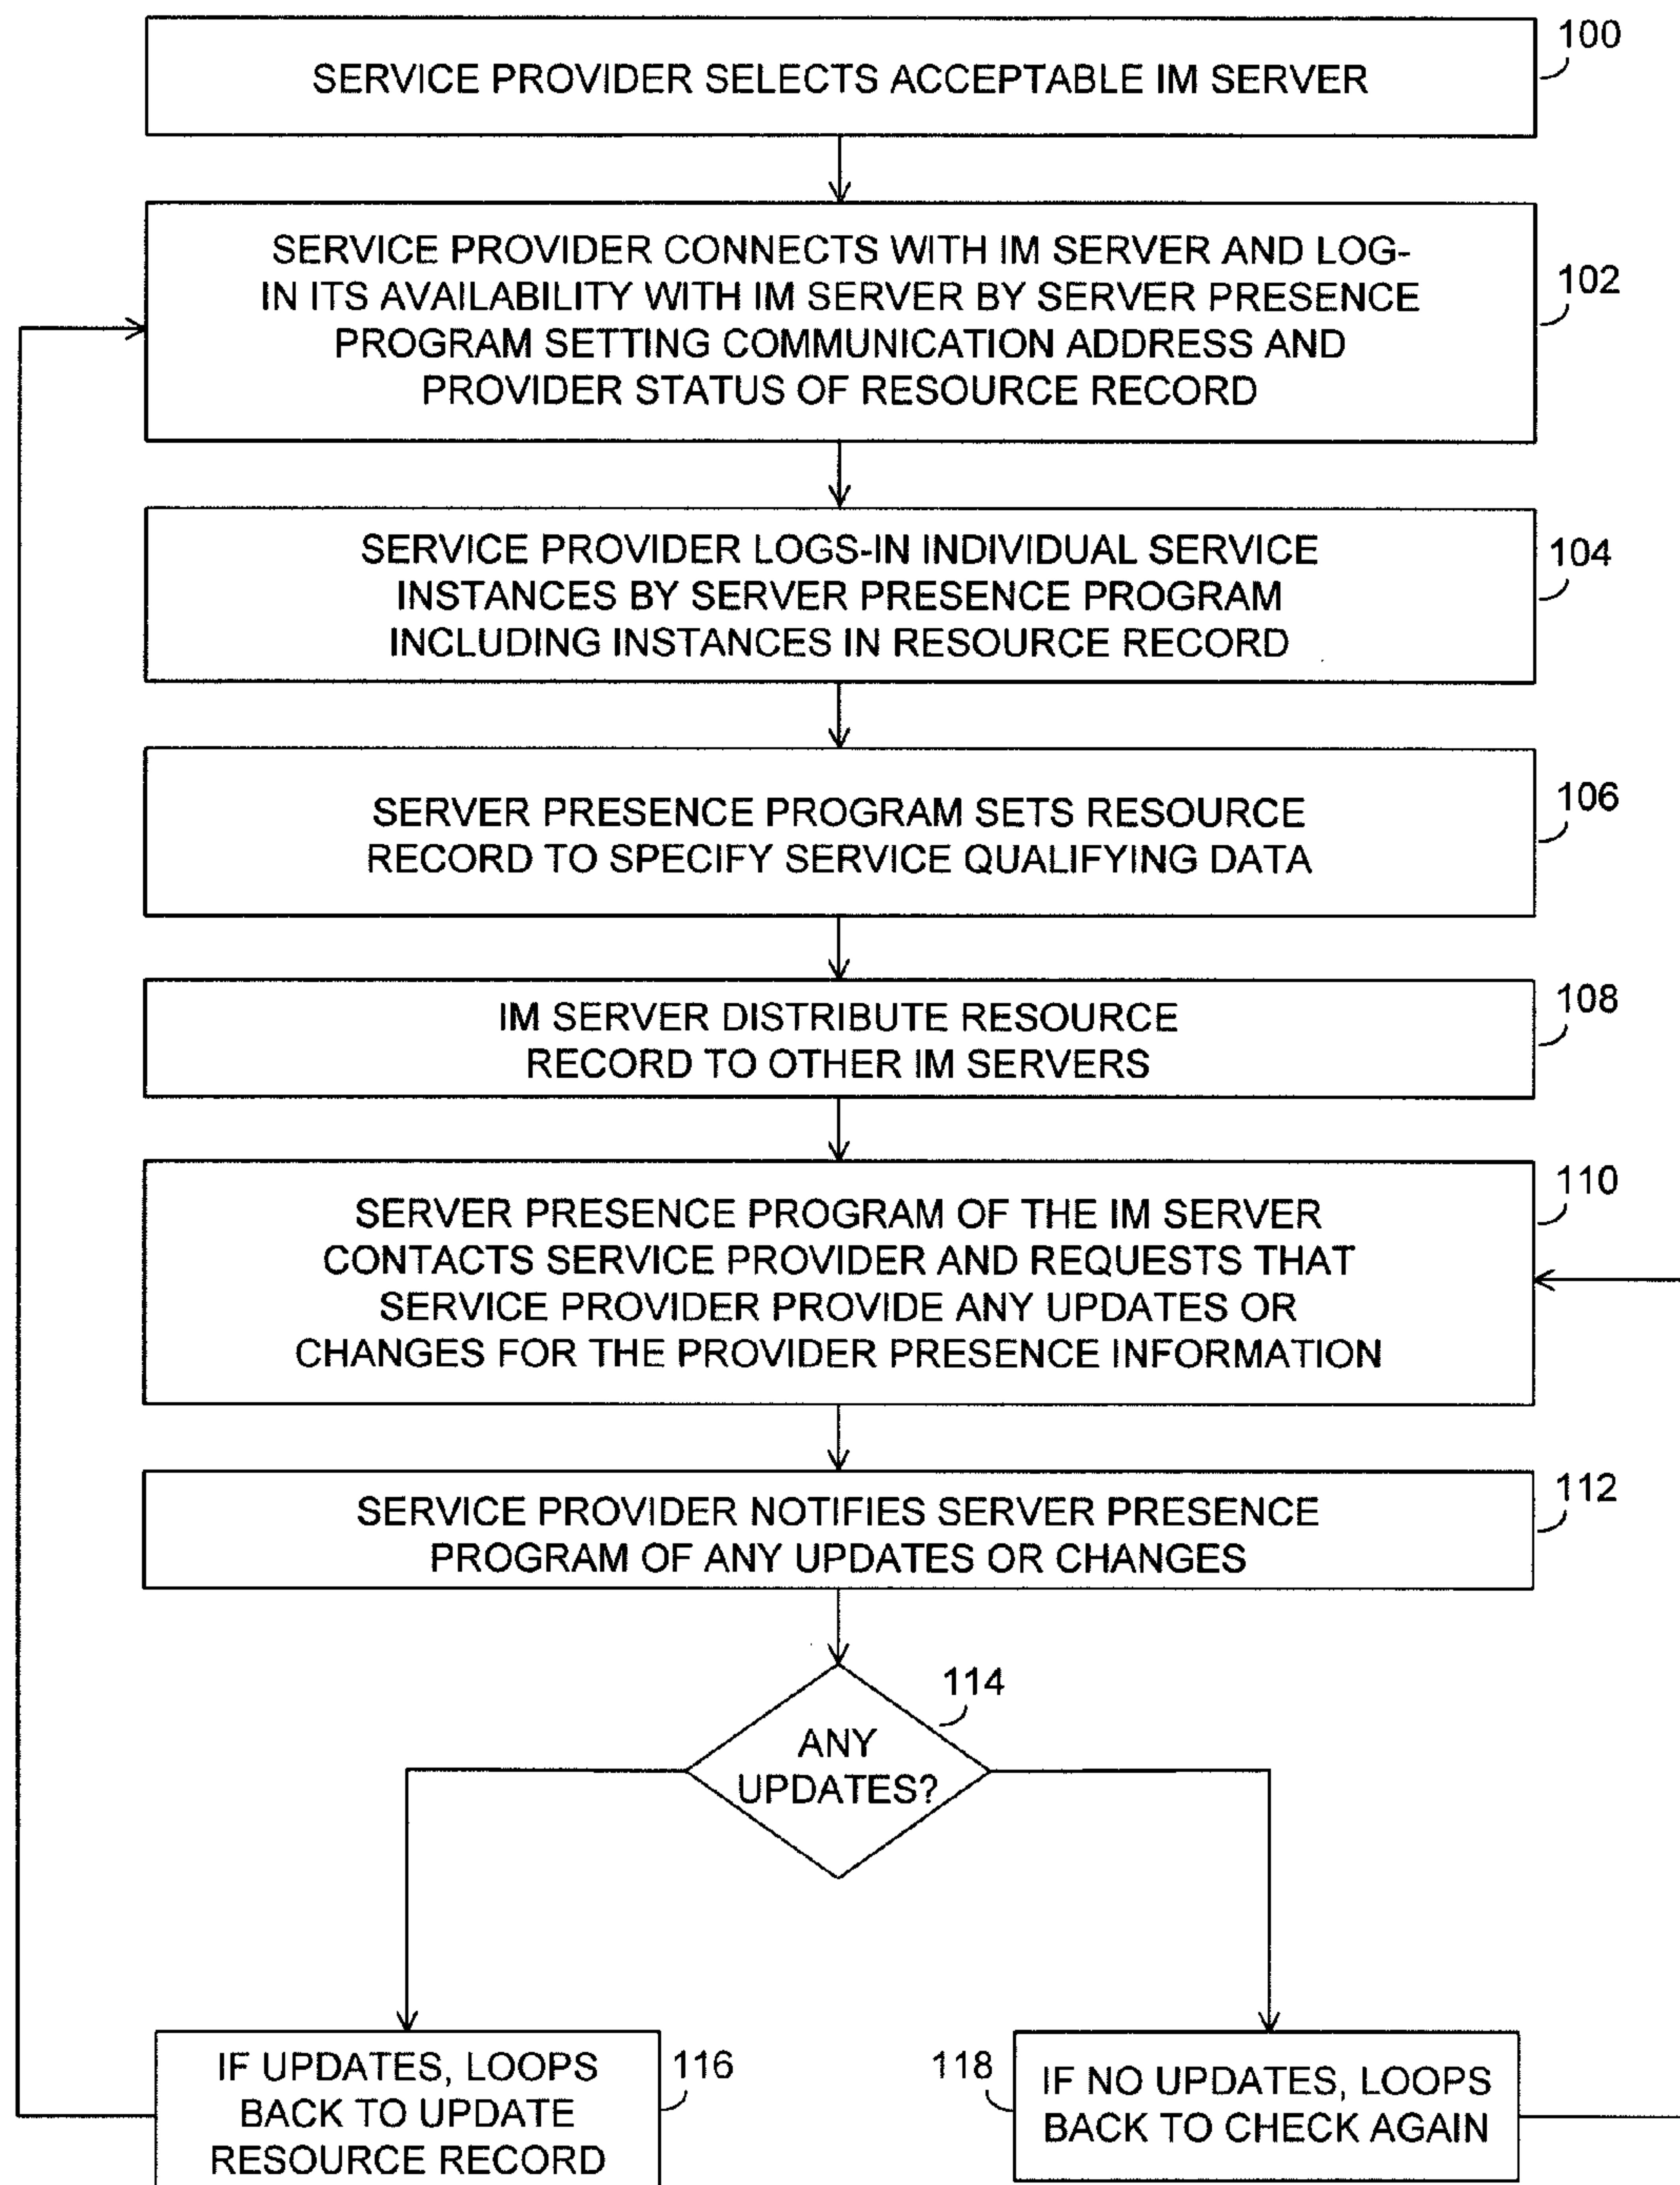 100
SERVICE PROVIDER SELECTS ACCEPTABLE IM SERVER
SERVICE PROVIDER CONNECTS WITH IM SERVER AND LOG-
IN ITS AVAILABILITY WITH IM SERVER BY SERVER PRESENCE
PROGRAM SETTING COMMUNICATION ADDRESS AND
PROVIDER STATUS OF RESOURCE RECORD
102
SERVICE PROVIDER LOGS-IN INDIVIDUAL SERVICE
INSTANCES BY SERVER PRESENCE PROGRAM
INCLUDING INSTANCES IN RESOURCE RECORD
104
SERVER PRESENCE PROGRAM SETS RESOURCE
RECORD TO SPECIFY SERVICE QUALIFYING DATA
106
IM SERVER DISTRIBUTE RESOURCE
RECORD TO OTHER IM SERVERS
108
SERVER PRESENCE PROGRAM OF THE IM SERVER
CONTACTS SERVICE PROVIDER AND REQUESTS THAT
SERVICE PROVIDER PROVIDE ANY UPDATES OR
CHANGES FOR THE PROVIDER PRESENCE INFORMATION
110
SERVICE PROVIDER NOTIFIES SERVER PRESENCE
PROGRAM OF ANY UPDATES OR CHANGES
112
ANY
UPDATES?
114
IF UPDATES, LOOPS
BACK TO UPDATE
RESOURCE RECORD
116
118
IF NO UPDATES, LOOPS
BACK TO CHECK AGAIN